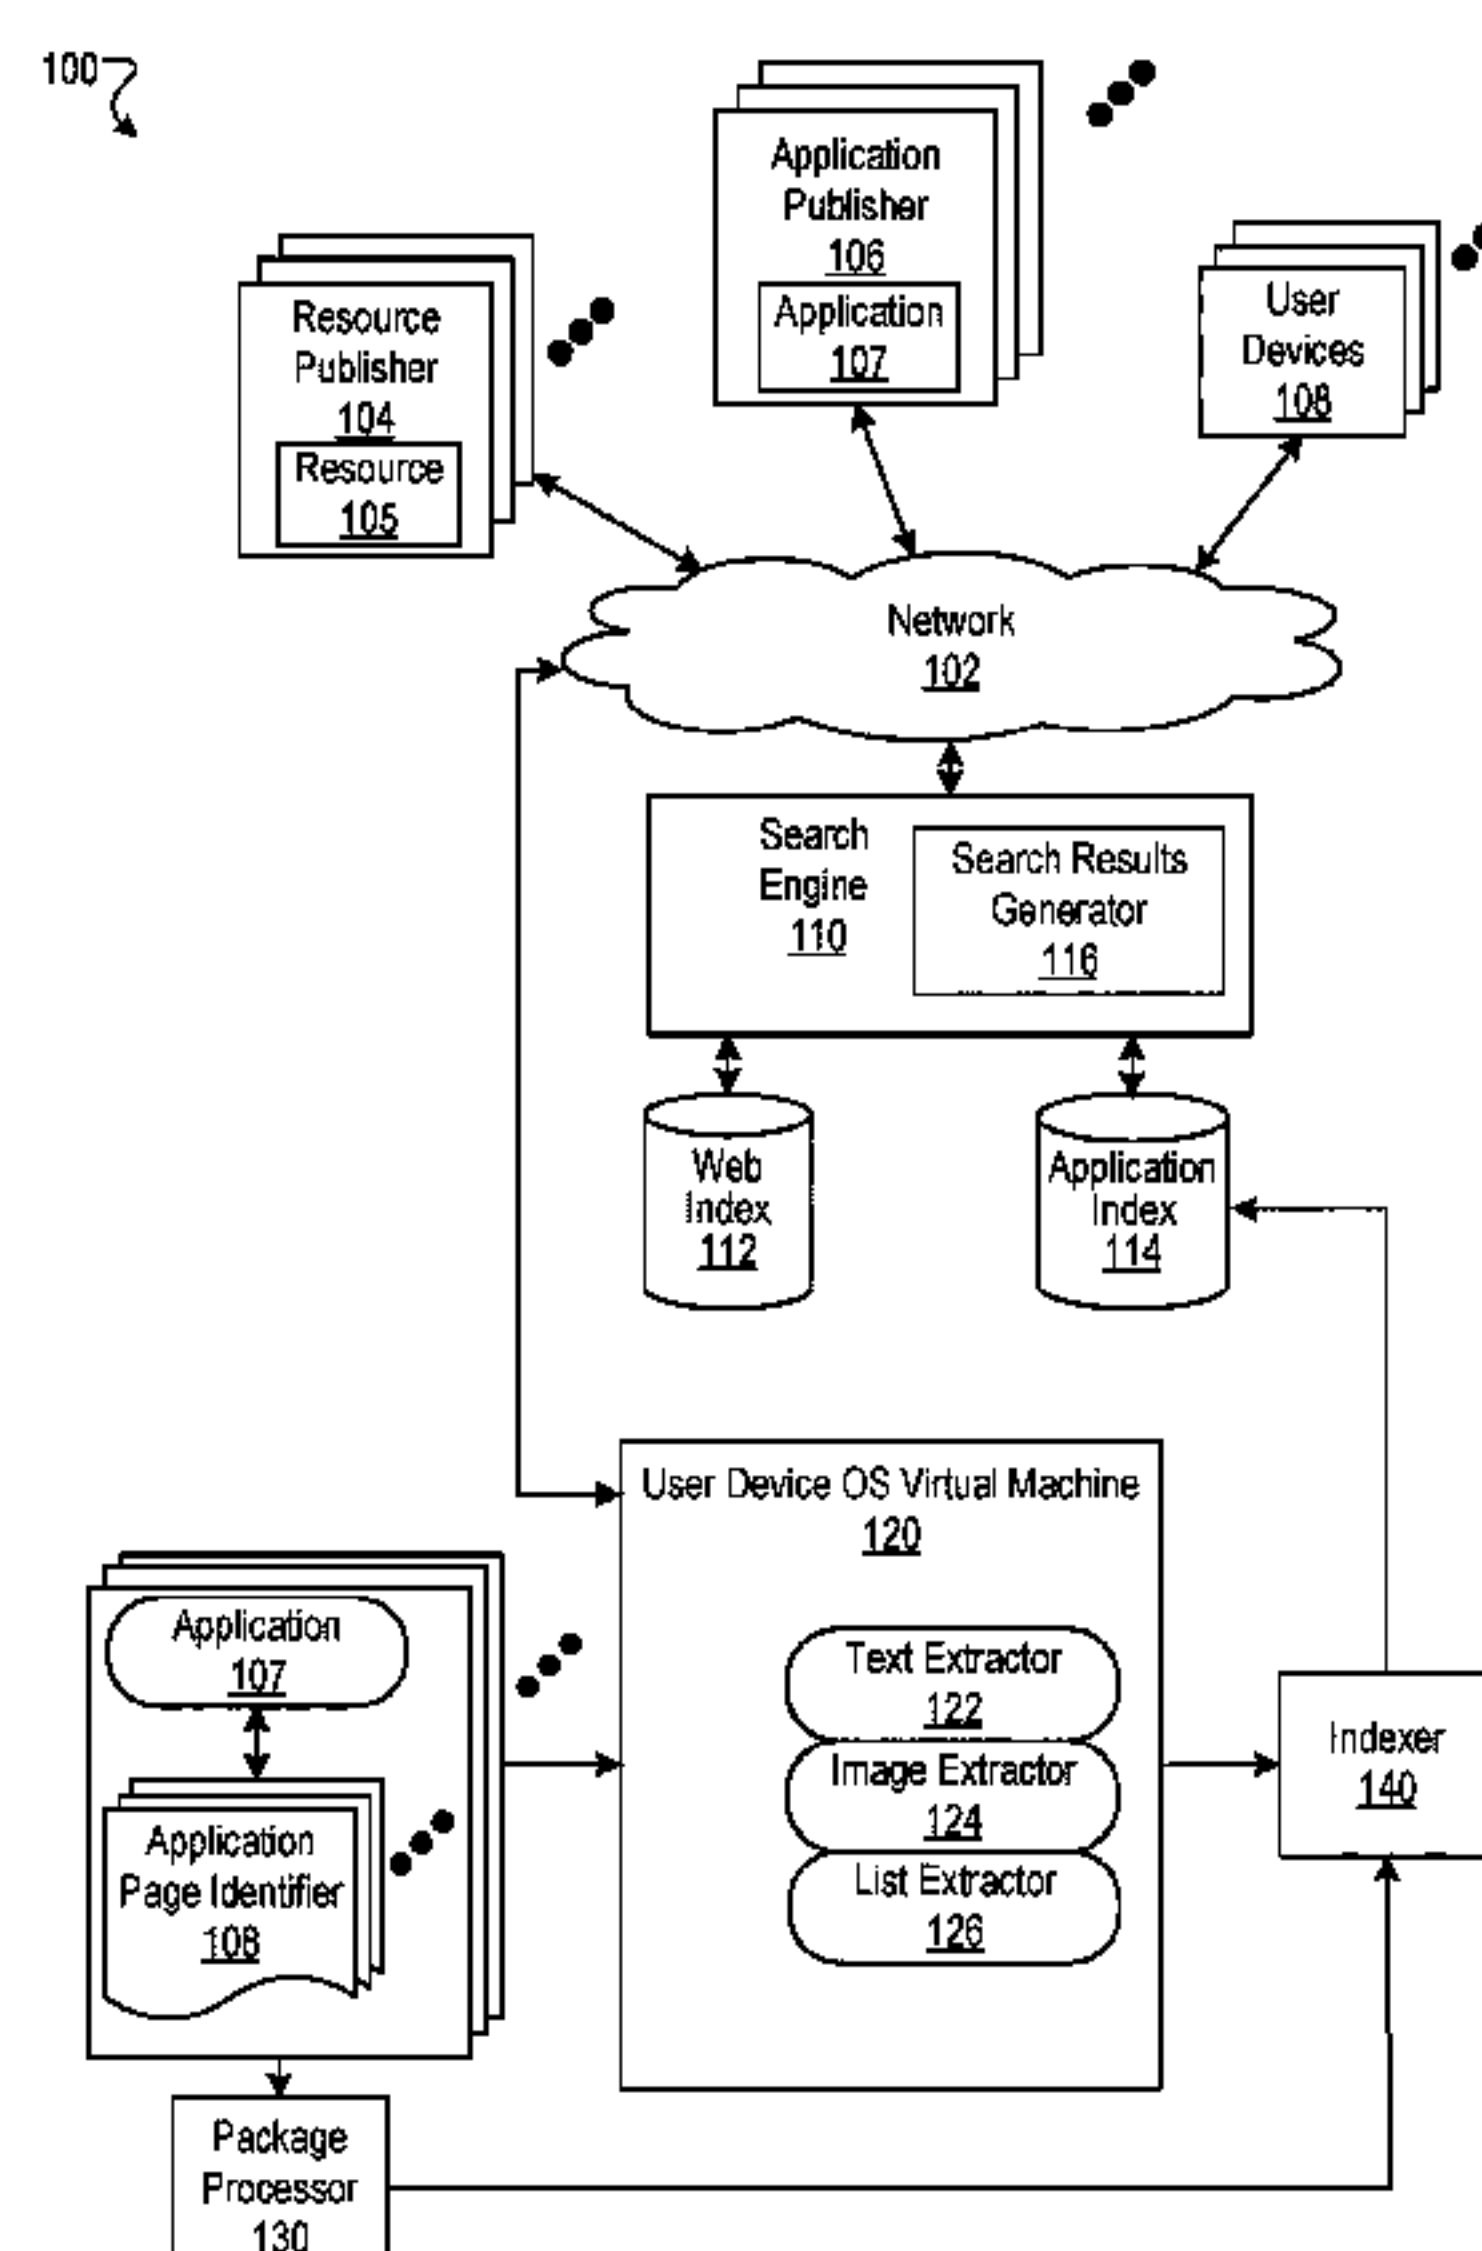 100
Application
Publisher
106
Application
107
Resource
Publisher
104
Resource
105
User
Devices
108
Network
102
Search
Engine
110
Search Results
Generator
116
Web
Index
112
Application
Index
114
User Device OS Virtual Machine
120
Text Extractor
122
Image Extractor
124
List Extractor
126
Application
107
Application
Page Identifier
108
Indexer
140
Package
Processor
130